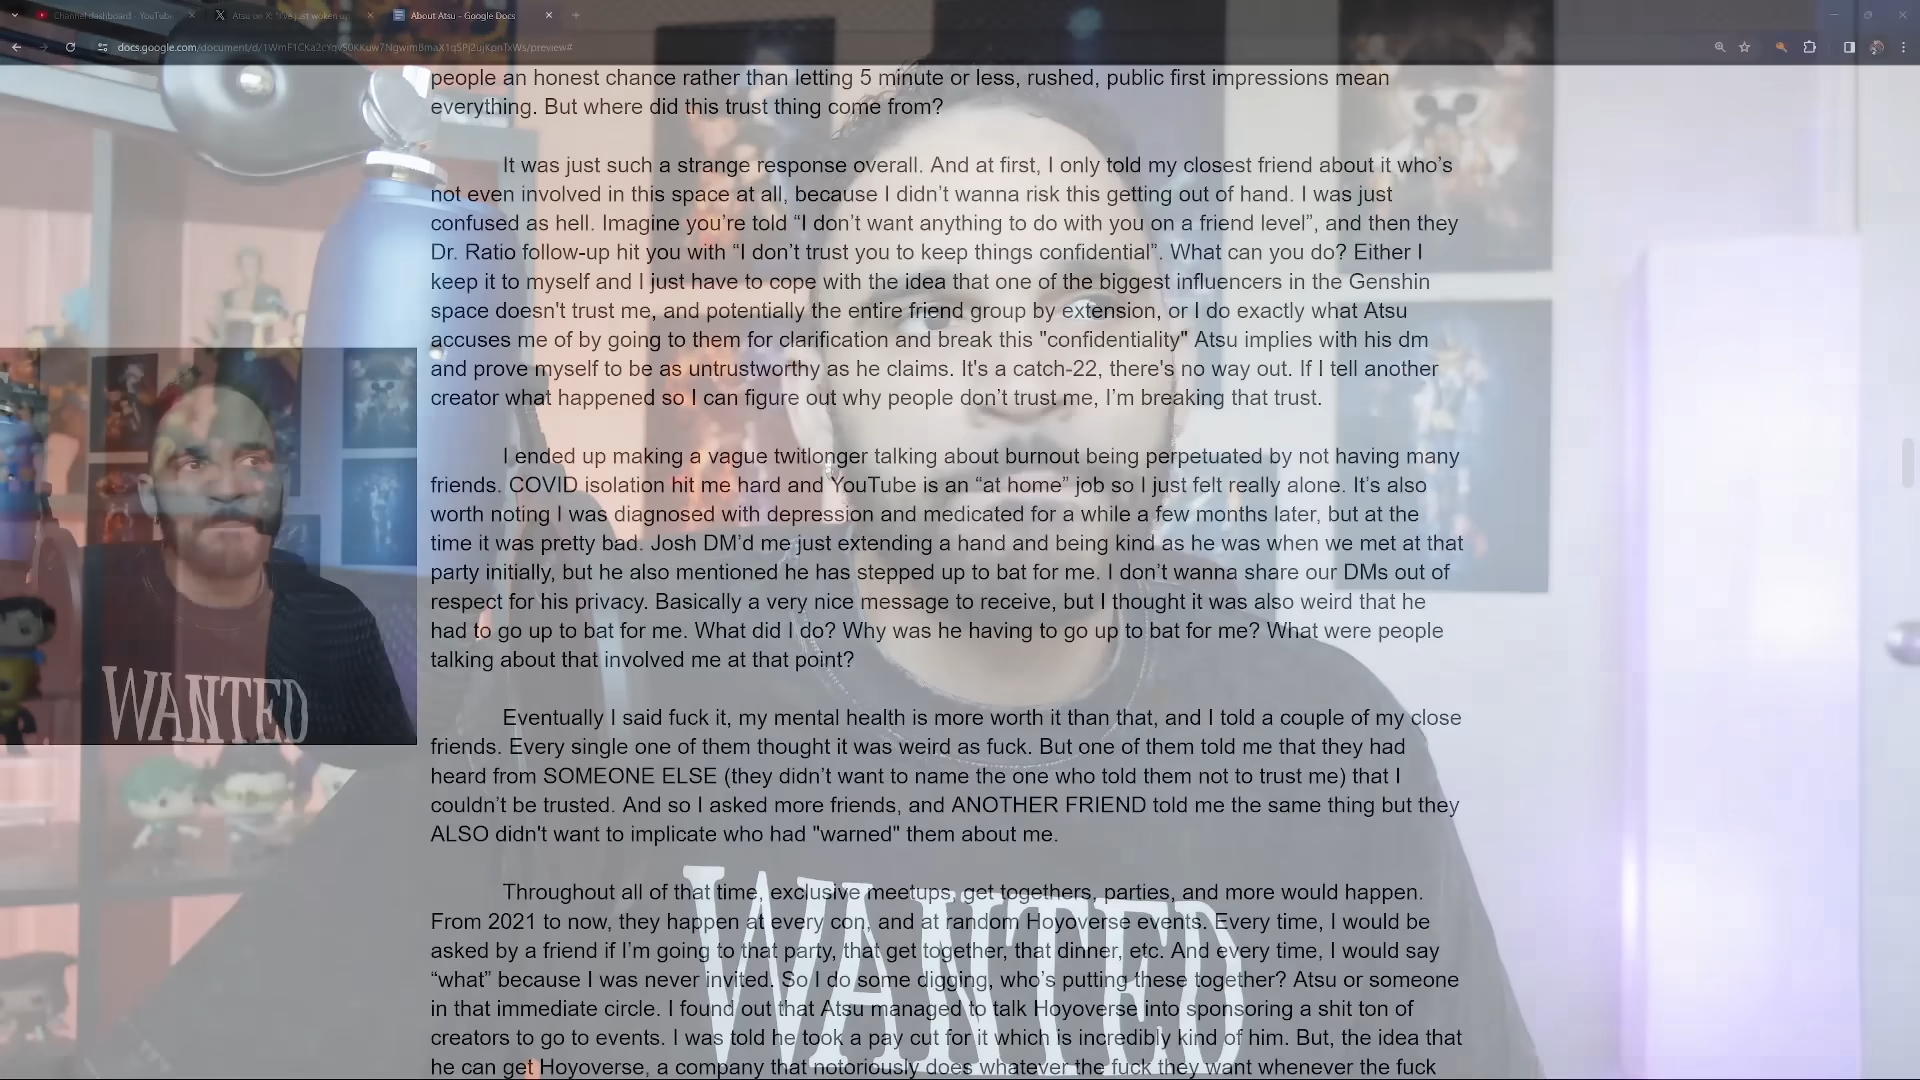 Channel dashboard - YouTube
Atsu on X: "I've just woken up
About Atsu - Google Docs
people an honest chance rather than letting 5 minute or less, rushed, public first impressions mean
everything. But where did this trust thing come from?
It was just such a strange response overall. And at first, I only told my closest friend about it who’s
not even involved in this space at all, because I didn’t wanna risk this getting out of hand. I was just
confused as hell. Imagine you’re told “I don’t want anything to do with you on a friend level”, and then they
Dr. Ratio follow-up hit you with “I don’t trust you to keep things confidential”. What can you do? Either I
keep it to myself and I just have to cope with the idea that one of the biggest influencers in the Genshin
space doesn't trust me, and potentially the entire friend group by extension, or I do exactly what Atsu
accuses me of by going to them for clarification and break this "confidentiality" Atsu implies with his dm
and prove myself to be as untrustworthy as he claims. It's a catch-22, there's no way out. If I tell another
creator what happened so I can figure out why people don’t trust me, I’m breaking that trust.
I ended up making a vague twitlonger talking about burnout being perpetuated by not having many
friends. COVID isolation hit me hard and YouTube is an “at home” job so I just felt really alone. It’s also
worth noting I was diagnosed with depression and medicated for a while a few months later, but at the
time it was pretty bad. Josh DM’d me just extending a hand and being kind as he was when we met at that
party initially, but he also mentioned he has stepped up to bat for me. I don’t wanna share our DMs out of
respect for his privacy. Basically a very nice message to receive, but I thought it was also weird that he
had to go up to bat for me. What did I do? Why was he having to go up to bat for me? What were people
talking about that involved me at that point?
WANTED
Eventually I said fuck it, my mental health is more worth it than that, and I told a couple of my close
friends. Every single one of them thought it was weird as fuck. But one of them told me that they had
heard from SOMEONE ELSE (they didn’t want to name the one who told them not to trust me) that I
couldn’t be trusted. And so I asked more friends, and ANOTHER FRIEND told me the same thing but they
ALSO didn't want to implicate who had "warned" them about me.
Throughout all of that time, exclusive meetups, get togethers, parties, and more would happen.
From 2021 to now, they happen at every con, and at random Hoyoverse events. Every time, I would be
asked by a friend if I’m going to that party, that get together, that dinner, etc. And every time, I would say
“what” because I was never invited. So I do some digging, who’s putting these together? Atsu or someone
in that immediate circle. I found out that Atsu managed to talk Hoyoverse into sponsoring a shit ton of
creators to go to events. I was told he took a pay cut for it which is incredibly kind of him. But, the idea that
he can get Hoyoverse, a company that notoriously does whatever the fuck they want whenever the fuck
WANTED